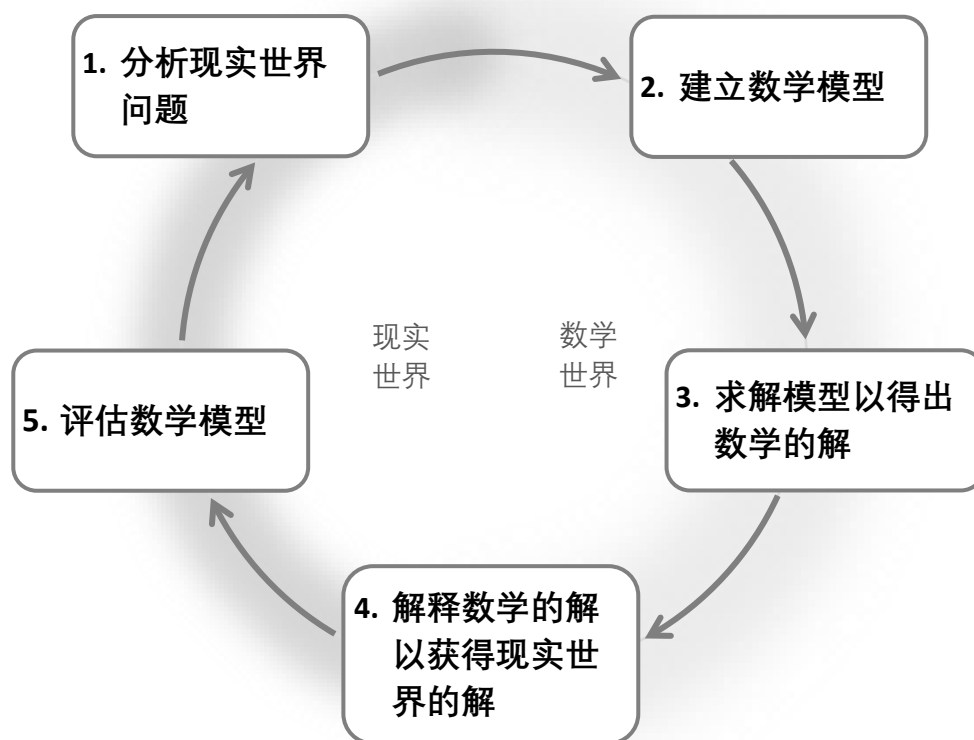 1. 分析现实世界
问题
2. 建立数学模型
现实
世界
数学
世界
3. 求解模型以得出
数学的解
5. 评估数学模型
4. 解释数学的解
以获得现实世
界的解